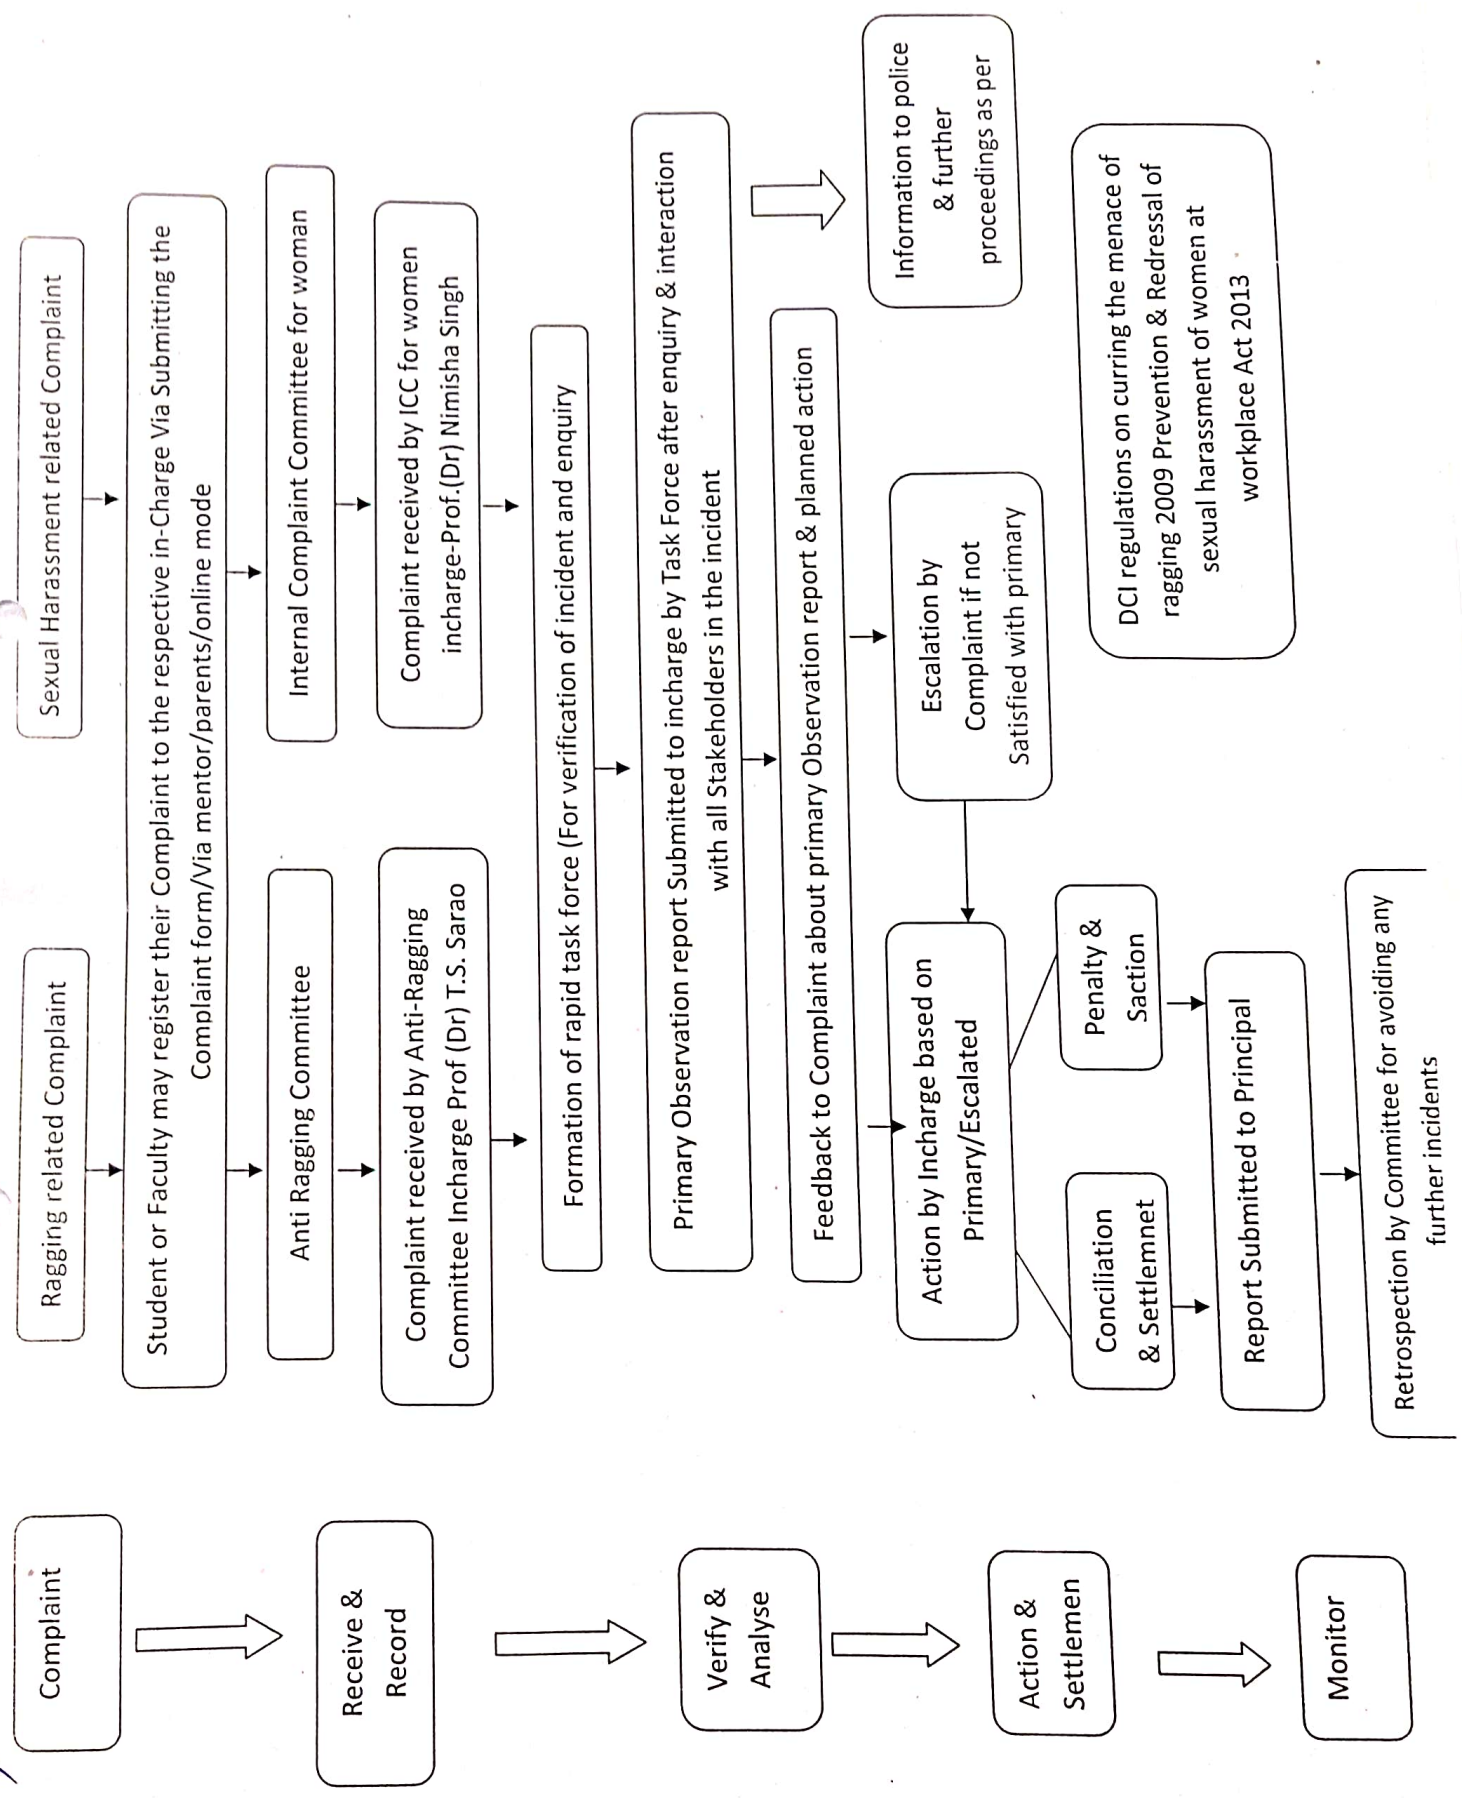 Complaint
Receive &
Record
Verify &
Analyse
Action &
Settlemen
Monitor
Ragging related Complaint
Sexual Harassment related Complaint
Student or Faculty may register their Complaint to the respective in-Charge Via Submitting the
Complaint form/Via mentor/parents/online mode
Anti Ragging Committee
Internal Complaint Committee for woman
Complaint received by Anti-Ragging
Committee Incharge Prof (Dr) T.S. Sarao
Complaint received by ICC for women
incharge-Prof.(Dr) Nimisha Singh
Formation of rapid task force (For verification of incident and enquiry
Primary Observation report Submitted to incharge by Task Force after enquiry & interaction
with all Stakeholders in the incident
Feedback to Complaint about primary Observation report & planned action
Information to police
& further
proceedings as per
Action by Incharge based on
Primary/Escalated
Escalation by
Complaint if not
Satisfied with primary
Conciliation
& Settlemnet
Penalty &
Saction
DCI regulations on curring the menace of
ragging 2009 Prevention & Redressal of
sexual harassment of women at
workplace Act 2013
Report Submitted to Principal
Retrospection by Committee for avoiding any
further incidents